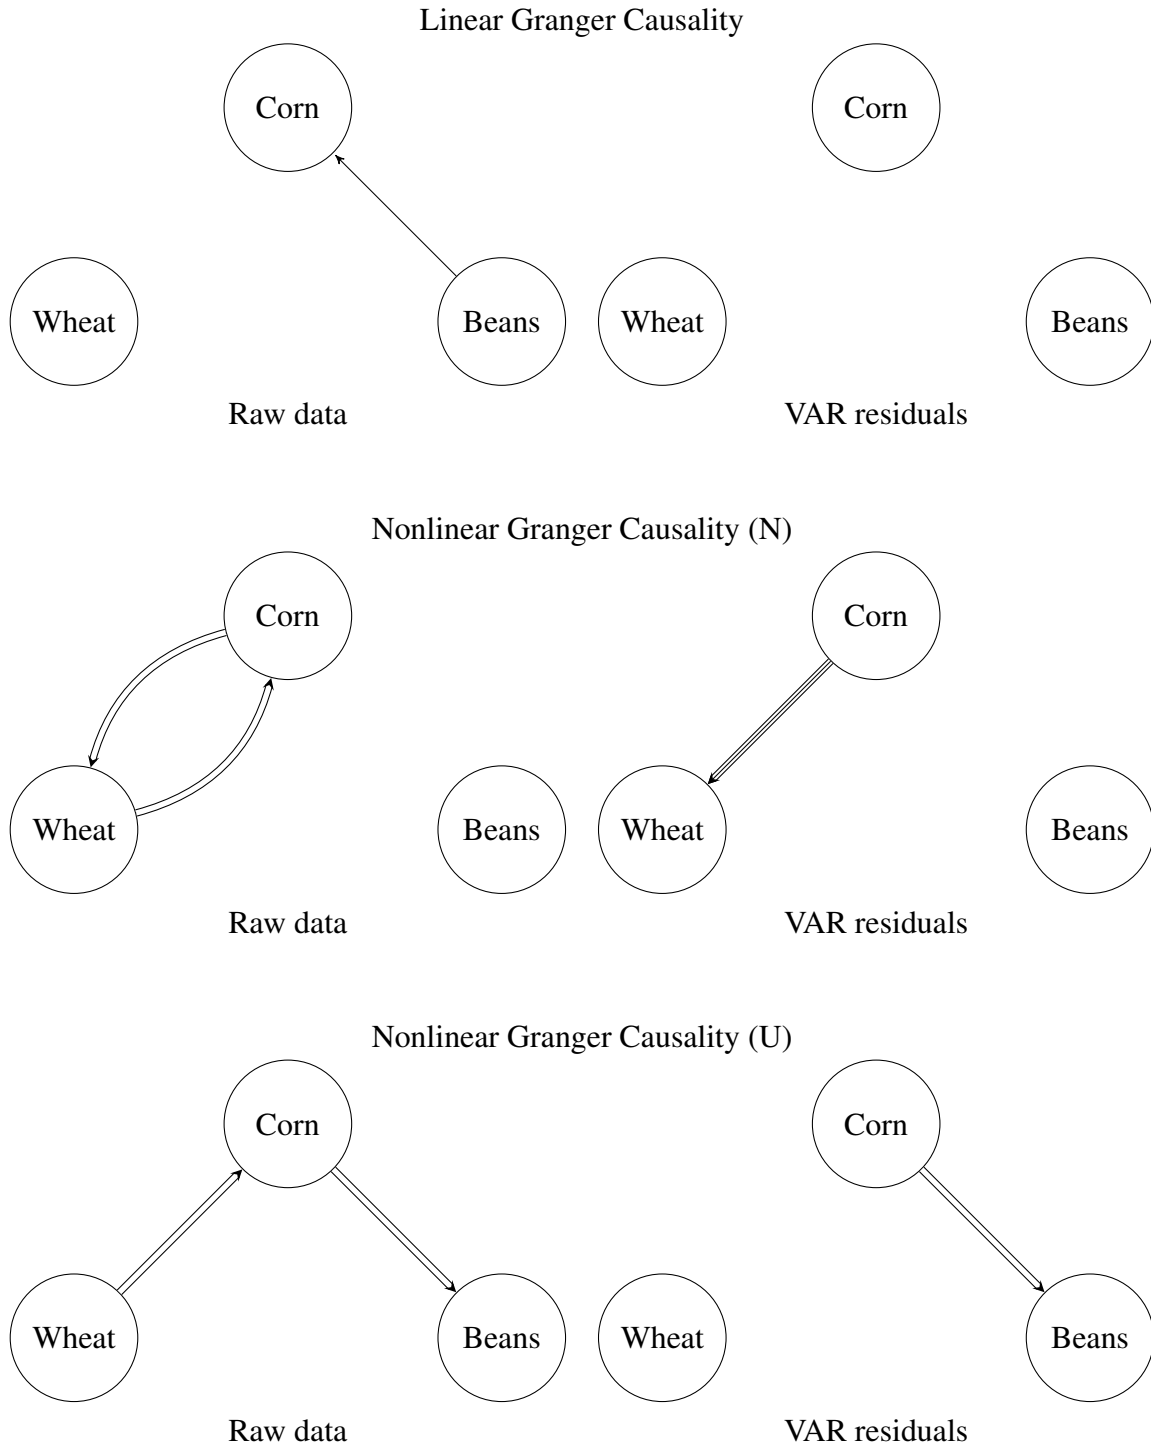 Linear Granger Causality
Corn
Corn
Wheat
Beans
Wheat
Beans
Raw data
VAR residuals
Nonlinear Granger Causality (N)
Corn
Corn
Wheat
Beans
Wheat
Beans
Raw data
VAR residuals
Nonlinear Granger Causality (U)
Corn
Corn
Wheat
Beans
Wheat
Beans
Raw data
VAR residuals